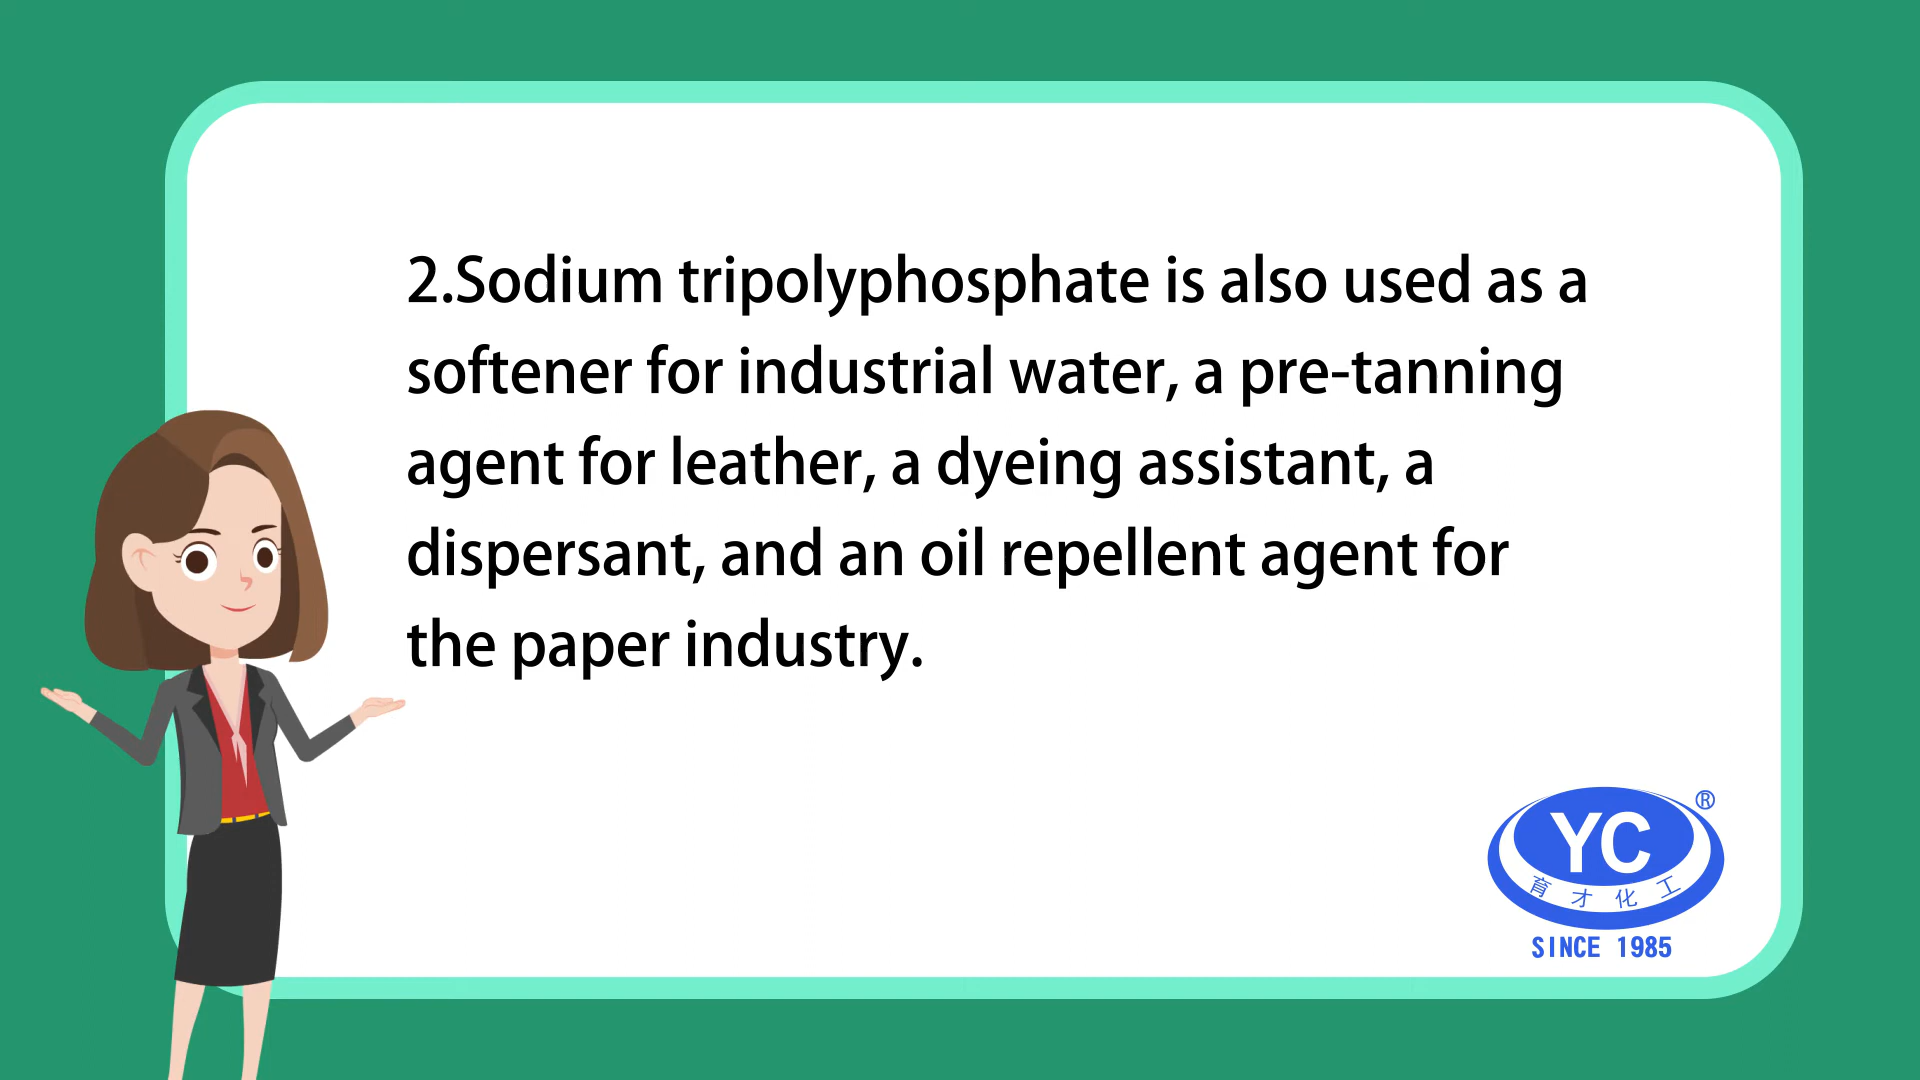 2.Sodium tripolyphosphate is also used as a
softener for industrial water, a pre-tanning
agent for leather, a dyeing assistant, a
dispersant, and an oil repellent agent for
the paper industry.
®
YC
育才化工
SINCE 1985